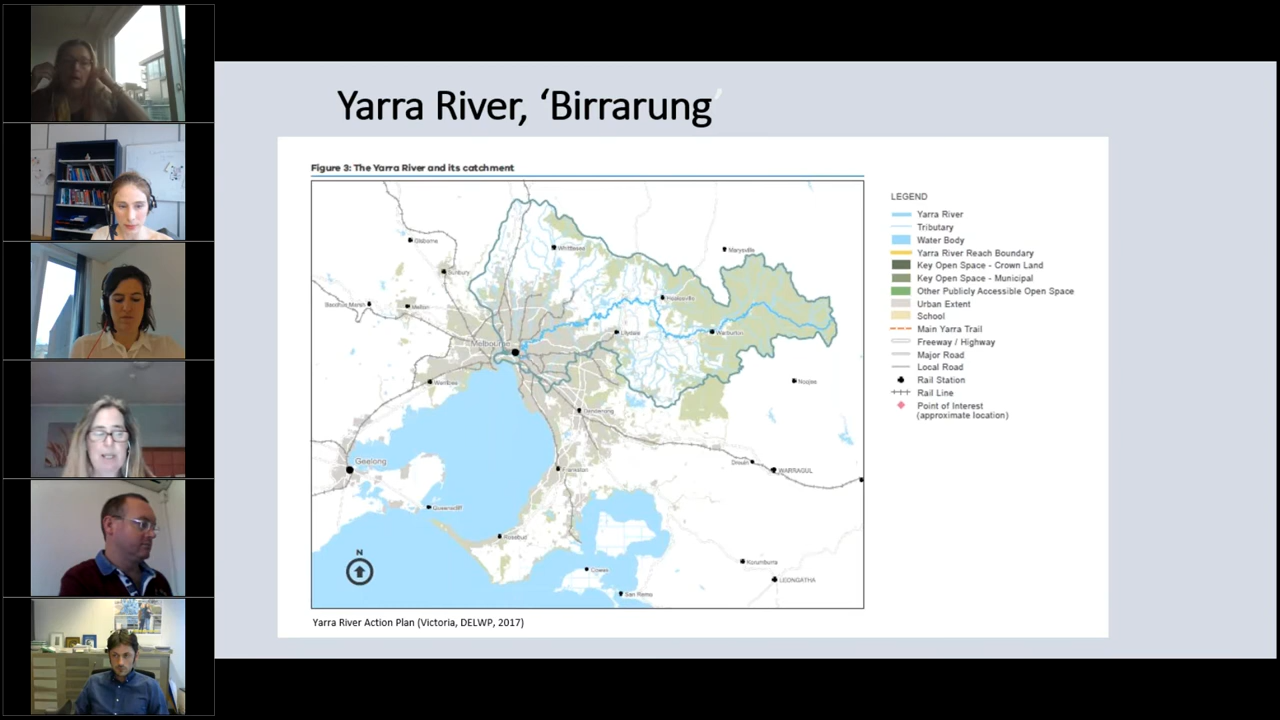 Yarra River, ‘Birrarung’
Figure 3: The Yarra River and its catchment
Gisborne
Whittlesea
Marysville
Sunbury
Bacchus Marsh
Melton
Healesville
Lilydale
Warburton
Melbourne
Werribee
Noojee
Dandenong
Geelong
Frankston
Drouin
WARRAGUL
Queenscliff
Rosebud
N
Cowes
Korumburra
LEONGATHA
San Remo
LEGEND
Yarra River
Tributary
Water Body
Yarra River Reach Boundary
Key Open Space - Crown Land
Key Open Space - Municipal
Other Publicly Accessible Open Space
Urban Extent
School
Main Yarra Trail
Freeway / Highway
Major Road
Local Road
Rail Station
Rail Line
Point of Interest
(approximate location)
Yarra River Action Plan (Victoria, DELWP, 2017)